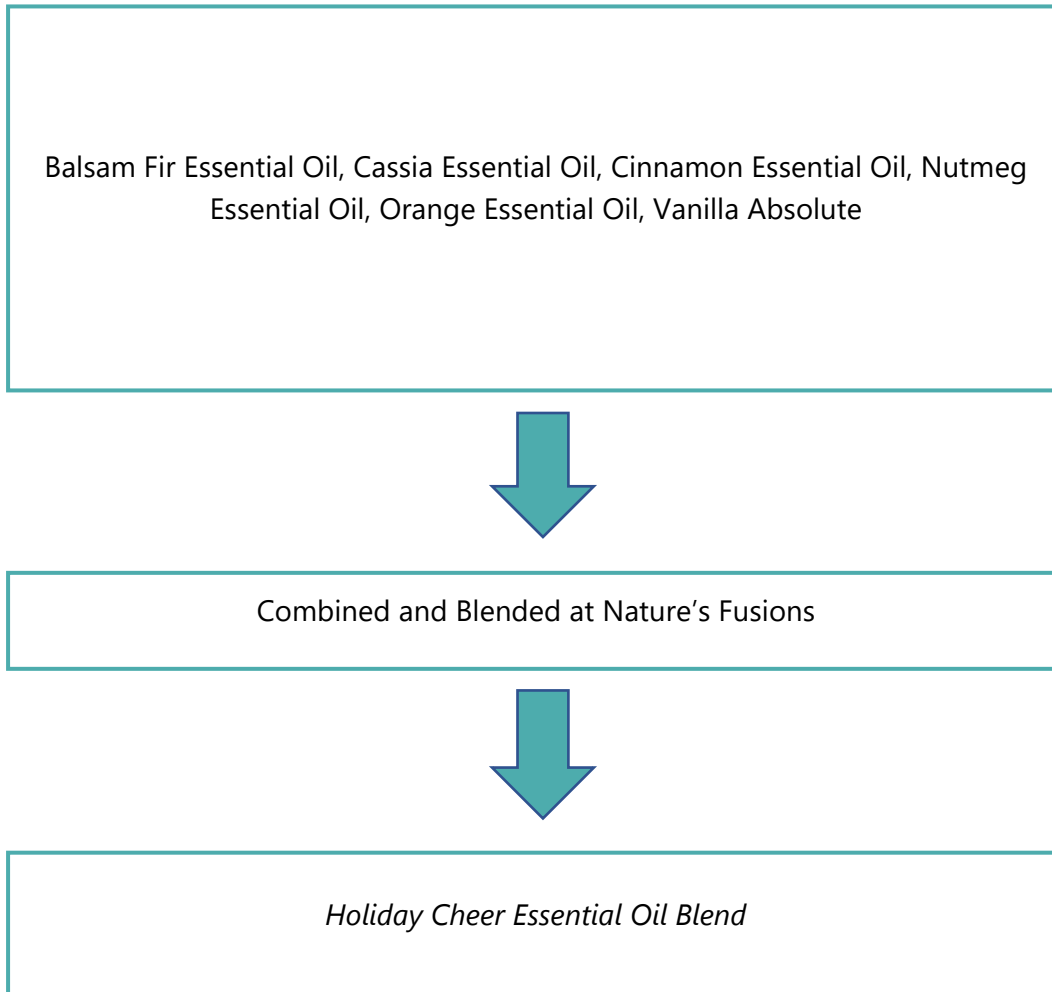 Balsam Fir Essential Oil, Cassia Essential Oil, Cinnamon Essential Oil, Nutmeg
Essential Oil, Orange Essential Oil, Vanilla Absolute
Combined and Blended at Nature’s Fusions
Holiday Cheer Essential Oil Blend